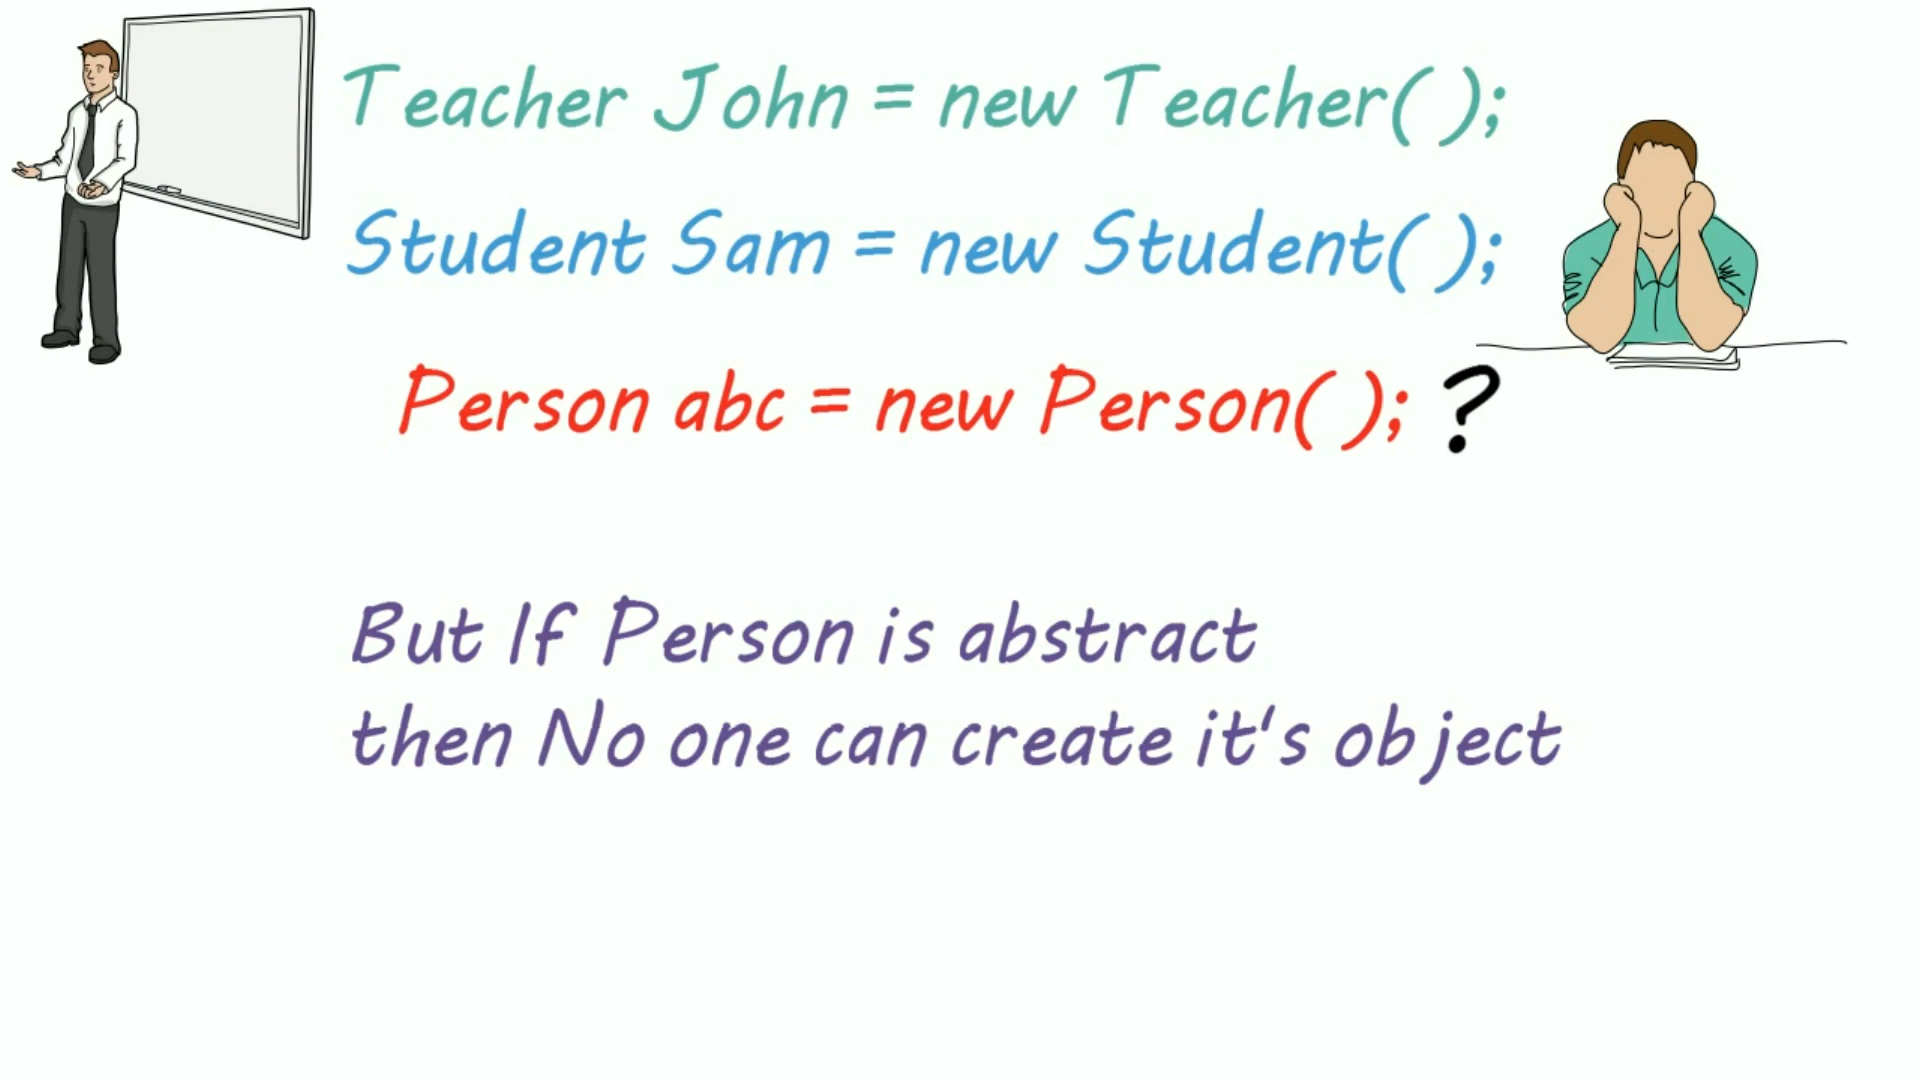 Teacher John = new Teacher( );
Student Sam = new Student( );
Person abc = new Person( ); ?
But If Person is abstract
then No one can create it's object